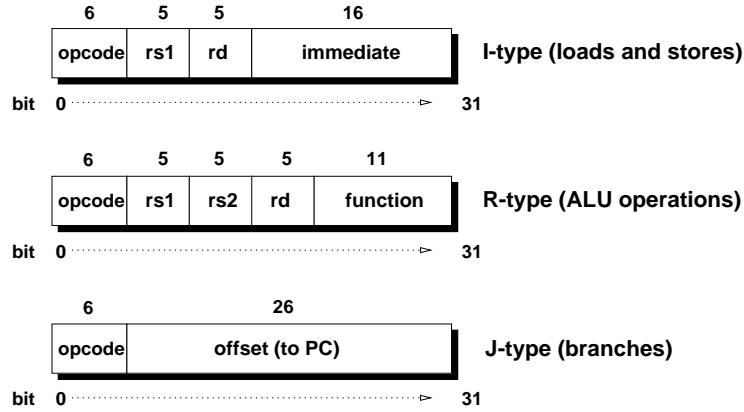 6 5 5 16
opcode rs1 rd immediate I-type (loads and stores)
bit 0 31
6 5 5 5 11
opcode rs1 rs2 rd function R-type (ALU operations)
bit 0 31
6 26
opcode offset (to PC) J-type (branches)
bit 0 31